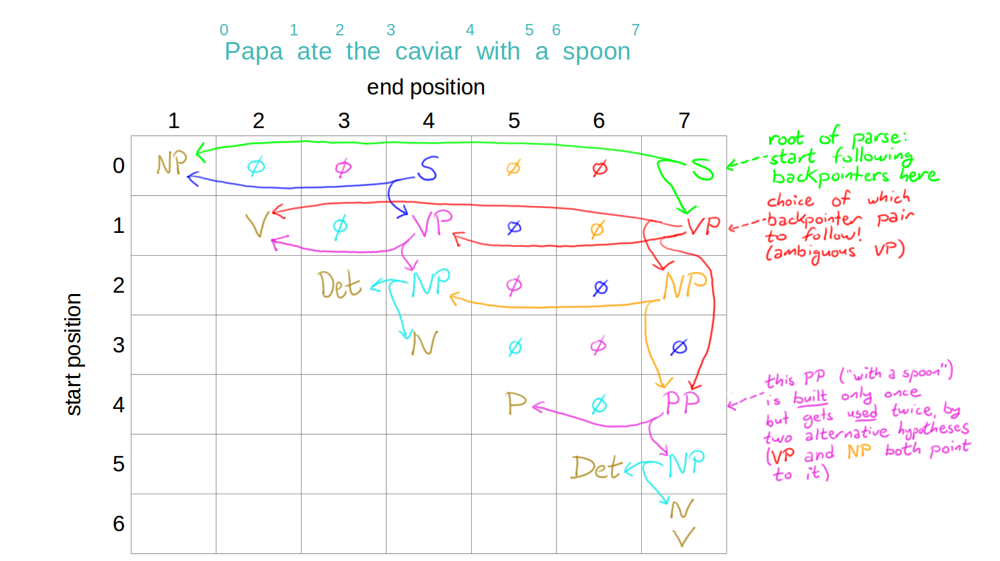 0 1 2 3 4 5 6 7
Papa ate the caviar with a spoon
end position
1 2 3 4 5 6 7
start position
0 NP ∅ ∅ S ∅ ∅ S
1 V ∅ VP ∅ ∅ VP
2 Det NP ∅ ∅ NP
3 N ∅ ∅ ∅
4 P ∅ PP
5 Det NP
6 N
V
root of parse:
start following
backpointers here
choice of which
backpointer pair
to follow!
(ambiguous VP)
this PP ("with a spoon")
is built only once
but gets used twice, by
two alternative hypotheses
(VP and NP both point
to it)